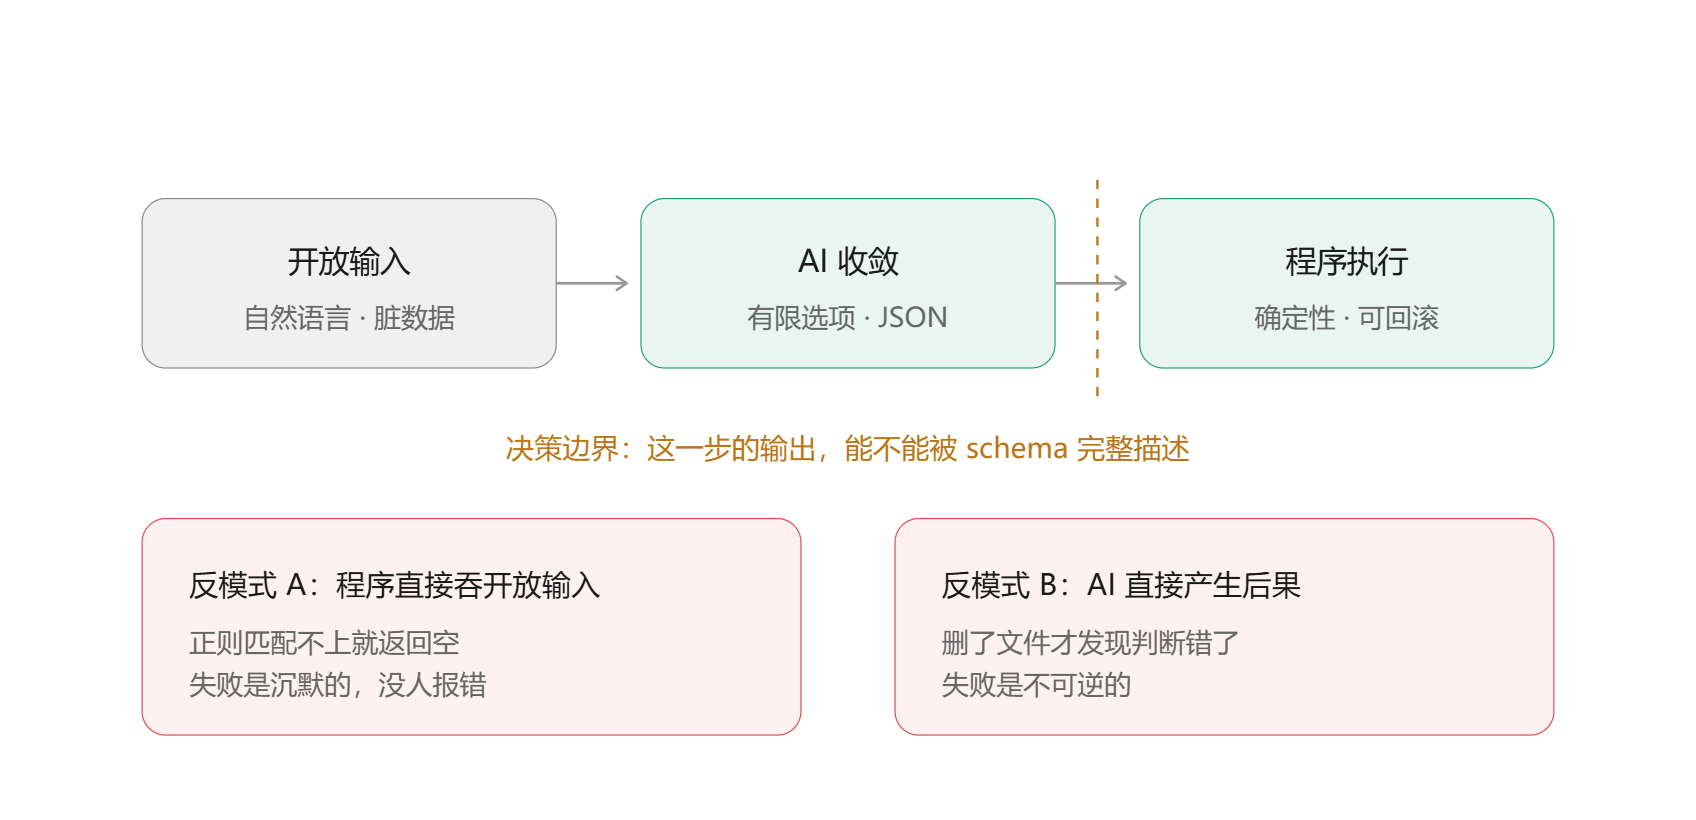 开放输入
自然语言 · 脏数据
AI 收敛
有限选项 · JSON
程序执行
确定性 · 可回滚
决策边界：这一步的输出，能不能被 schema 完整描述
反模式 A：程序直接吞开放输入
正则匹配不上就返回空
失败是沉默的，没人报错
反模式 B：AI 直接产生后果
删了文件才发现判断错了
失败是不可逆的